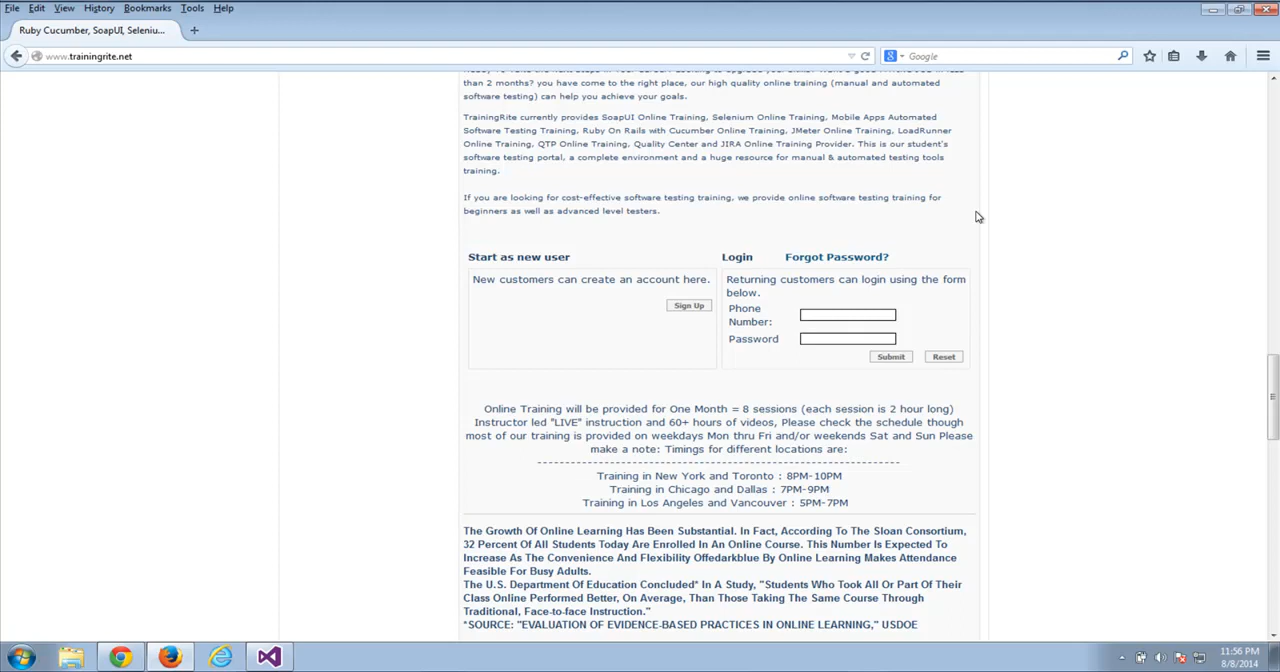 File Edit View History Bookmarks Tools Help
Ruby Cucumber, SoapUI, Seleniu...
www.trainingrite.net
Google
than 2 months? you have come to the right place, our high quality online training (manual and automated
software testing) can help you achieve your goals.
TrainingRite currently provides SoapUI Online Training, Selenium Online Training, Mobile Apps Automated
Software Testing Training, Ruby On Rails with Cucumber Online Training, JMeter Online Training, LoadRunner
Online Training, QTP Online Training, Quality Center and JIRA Online Training Provider. This is our student's
software testing portal, a complete environment and a huge resource for manual & automated testing tools
training.
If you are looking for cost-effective software testing training, we provide online software testing training for
beginners as well as advanced level testers.
Start as new user
New customers can create an account here.
Sign Up
Login Forgot Password?
Returning customers can login using the form
below.
Phone
Number:
Password
Submit Reset
Online Training will be provided for One Month = 8 sessions (each session is 2 hour long)
Instructor led "LIVE" instruction and 60+ hours of videos, Please check the schedule though
most of our training is provided on weekdays Mon thru Fri and/or weekends Sat and Sun Please
make a note: Timings for different locations are:
--------------------------------------------------------------------
Training in New York and Toronto : 8PM-10PM
Training in Chicago and Dallas : 7PM-9PM
Training in Los Angeles and Vancouver : 5PM-7PM
The Growth Of Online Learning Has Been Substantial. In Fact, According To The Sloan Consortium,
32 Percent Of All Students Today Are Enrolled In An Online Course. This Number Is Expected To
Increase As The Convenience And Flexibility Offedarkblue By Online Learning Makes Attendance
Feasible For Busy Adults.
The U.S. Department Of Education Concluded* In A Study, "Students Who Took All Or Part Of Their
Class Online Performed Better, On Average, Than Those Taking The Same Course Through
Traditional, Face-to-face Instruction."
*SOURCE: "EVALUATION OF EVIDENCE-BASED PRACTICES IN ONLINE LEARNING," USDOE
11:56 PM
8/8/2014